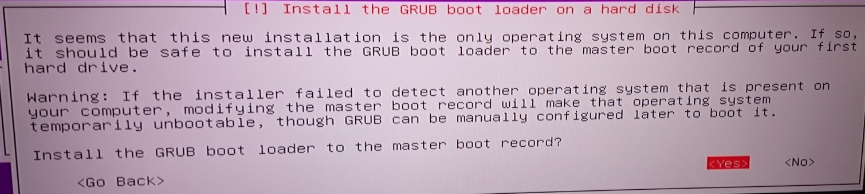 [!] Install the GRUB boot loader on a hard disk
It seems that this new installation is the only operating system on this computer. If so,
it should be safe to install the GRUB boot loader to the master boot record of your first
hard drive.
Warning: If the installer failed to detect another operating system that is present on
your computer, modifying the master boot record will make that operating system
temporarily unbootable, though GRUB can be manually configured later to boot it.
Install the GRUB boot loader to the master boot record?
<Yes> <No>
<Go Back>